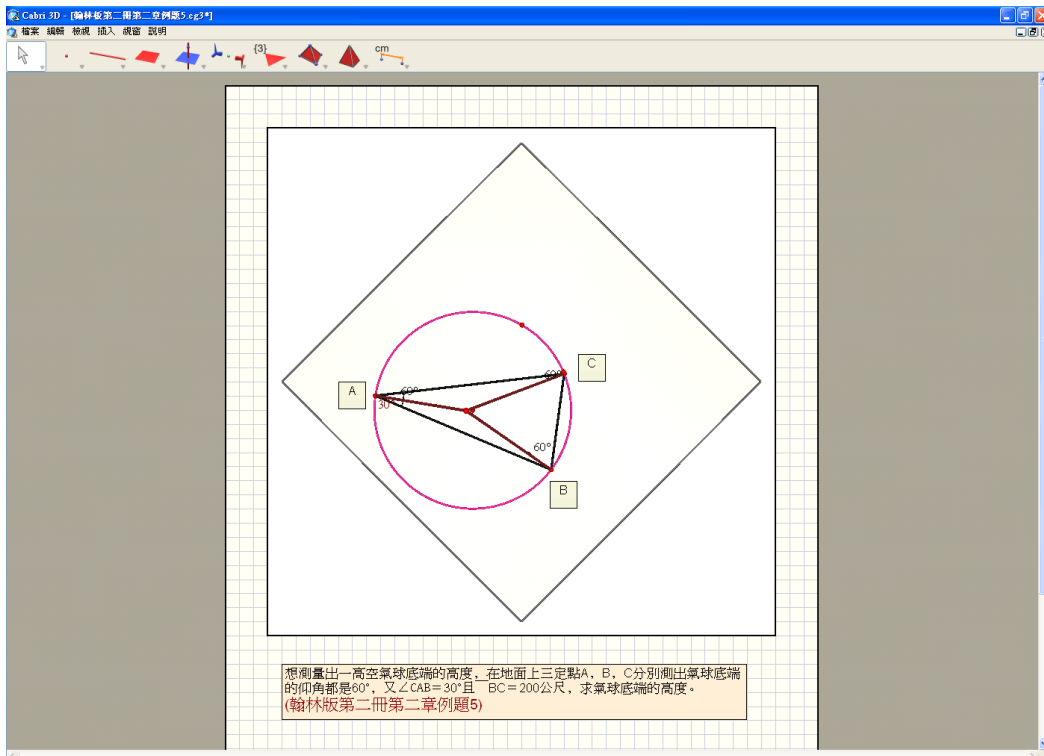 Cabri 3D - [翰林板第二冊第二章例題5.cg3*]
檔案 編輯 檢視 插入 視窗 說明
{3}
cm
C
60°
A
60°
30°
60°
B
想測量出一高空氣球底端的高度，在地面上三定點A，B，C分別測出氣球底端
的仰角都是60°，又∠CAB＝30°且 BC＝200公尺，求氣球底端的高度。
(翰林版第二冊第二章例題5)